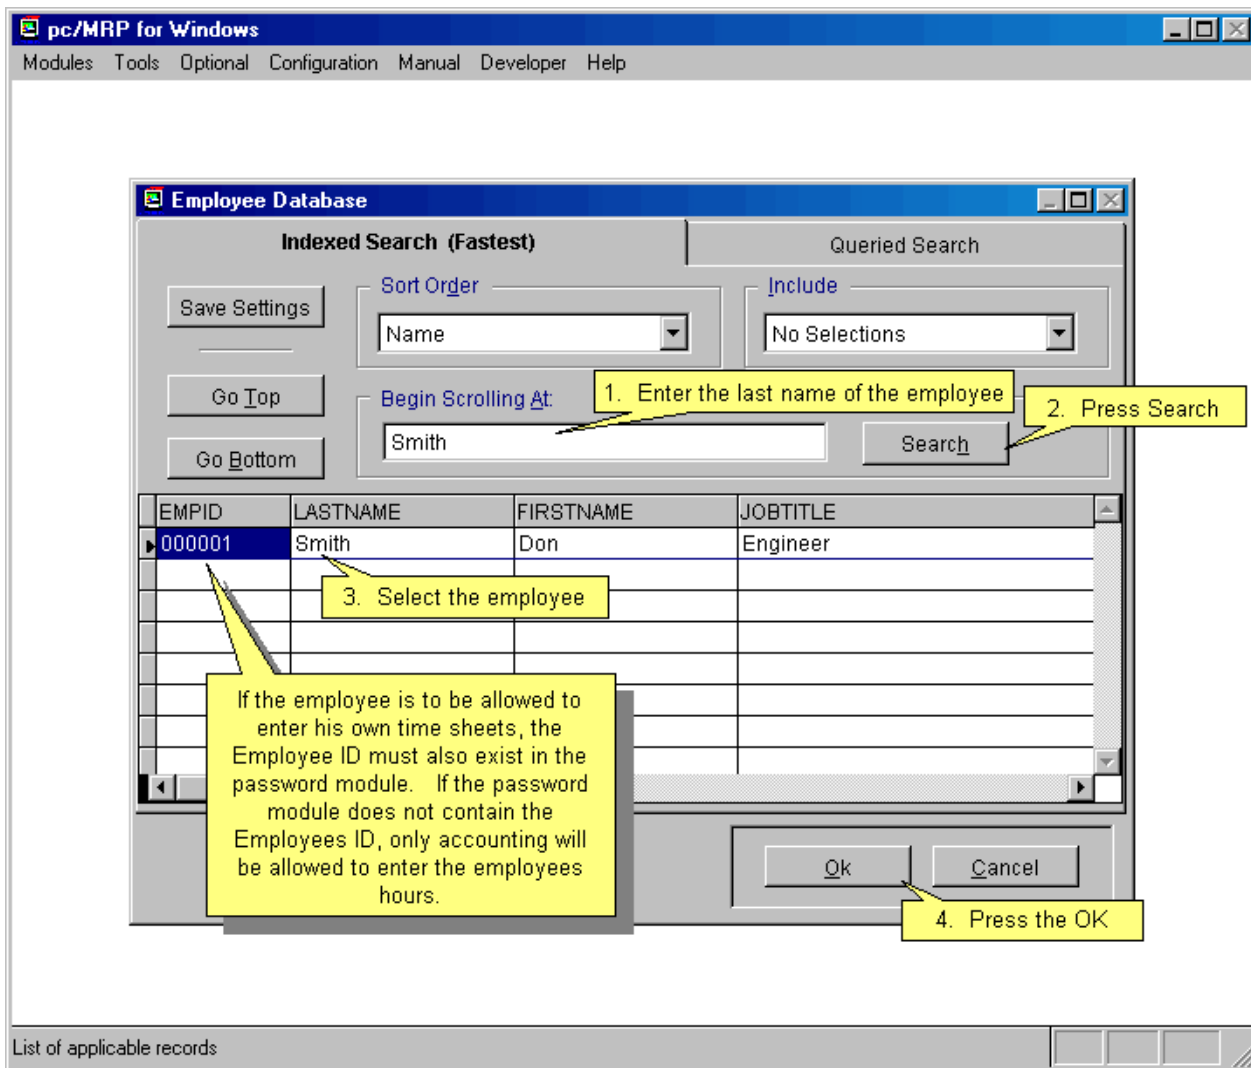 pc/MRP for Windows
Modules Tools Optional Configuration Manual Developer Help
Employee Database
Indexed Search (Fastest)
Queried Search
Save Settings
Sort Order
Include
Name
No Selections
Go Top
Begin Scrolling At:
1. Enter the last name of the employee
2. Press Search
Smith
Search
Go Bottom
EMPID LASTNAME FIRSTNAME JOBTITLE
000001 Smith Don Engineer
3. Select the employee
If the employee is to be allowed to
enter his own time sheets, the
Employee ID must also exist in the
password module. If the password
module does not contain the
Employees ID, only accounting will
be allowed to enter the employees
hours.
Ok
Cancel
4. Press the OK
List of applicable records